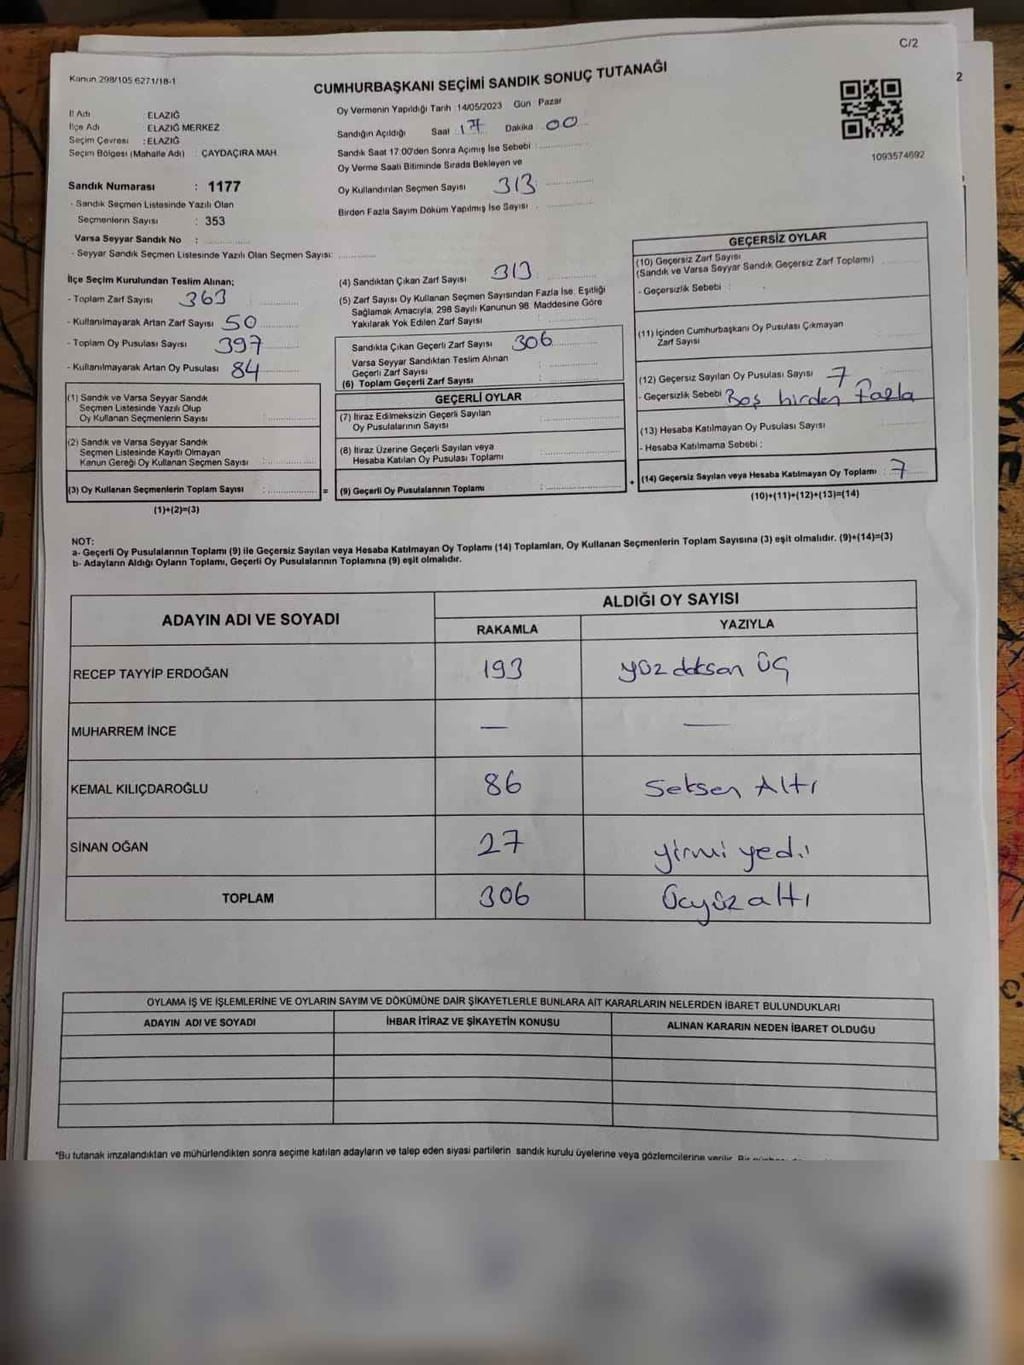 C/2
Kanun 298/105 6271/18-1
CUMHURBAŞKANI SEÇİMİ SANDIK SONUÇ TUTANAĞI
2
İl Adı ELAZIĞ
İlçe Adı ELAZIĞ MERKEZ
Seçim Çevresi : ELAZIĞ
Seçim Bölgesi (Mahalle Adı) : ÇAYDAÇIRA MAH.
Sandık Numarası : 1177
- Sandık Seçmen Listesinde Yazılı Olan
Seçmenlerin Sayısı : 353
Varsa Seyyar Sandık No :
- Seyyar Sandık Seçmen Listesinde Yazılı Olan Seçmen Sayısı:
Oy Vermenin Yapıldığı Tarih 14/05/2023 Gün Pazar
Sandığın Açıldığı Saat 17 Dakika 00
Sandık Saat 17:00'den Sonra Açımış İse Sebebi :
Oy Verme Saati Bitiminde Sırada Bekleyen ve
Oy Kullandırılan Seçmen Sayısı 313
Birden Fazla Sayım Döküm Yapılmış İse Sayısı .
1093574692
İlçe Seçim Kurulundan Teslim Alınan;
- Toplam Zarf Sayısı 363
- Kullanılmayarak Artan Zarf Sayısı 50
- Toplam Oy Pusulası Sayısı 397
- Kullanılmayarak Artan Oy Pusulası 84
(1) Sandık ve Varsa Seyyar Sandık
Seçmen Listesinde Yazılı Olup
Oy Kullanan Seçmenlerin Sayısı :
(2) Sandık ve Varsa Seyyar Sandık
Seçmen Listesinde Kayıtlı Olmayan
Kanun Gereği Oy Kullanan Seçmen Sayısı :
(3) Oy Kullanan Seçmenlerin Toplam Sayısı :
(1)+(2)=(3)
=
(4) Sandıktan Çıkan Zarf Sayısı 313
(5) Zarf Sayısı Oy Kullanan Seçmen Sayısından Fazla İse, Eşitliği
Sağlamak Amacıyla, 298 Sayılı Kanunun 98. Maddesine Göre
Yakılarak Yok Edilen Zarf Sayısı :
Sandıkta Çıkan Geçerli Zarf Sayısı 306
Varsa Seyyar Sandıktan Teslim Alınan
Geçerli Zarf Sayısı :
(6) Toplam Geçerli Zarf Sayısı :
GEÇERLİ OYLAR
(7) İtiraz Edilmeksizin Geçerli Sayılan
Oy Pusulalarının Sayısı :
(8) İtiraz Üzerine Geçerli Sayılan veya
Hesaba Katılan Oy Pusulası Toplamı :
(9) Geçerli Oy Pusulalarının Toplamı :
+
GEÇERSİZ OYLAR
(10) Geçersiz Zarf Sayısı
(Sandık ve Varsa Seyyar Sandık Geçersiz Zarf Toplamı)
- Geçersizlik Sebebi :
(11) İçinden Cumhurbaşkanı Oy Pusulası Çıkmayan
Zarf Sayısı
(12) Geçersiz Sayılan Oy Pusulası Sayısı 7
- Geçersizlik Sebebi Boş birden Fazla
(13) Hesaba Katılmayan Oy Pusulası Sayısı
- Hesaba Katılmama Sebebi :
(14) Geçersiz Sayılan veya Hesaba Katılmayan Oy Toplamı : 7
(10)+(11)+(12)+(13)=(14)
NOT:
a- Geçerli Oy Pusulalarının Toplamı (9) ile Geçersiz Sayılan veya Hesaba Katılmayan Oy Toplamı (14) Toplamları, Oy Kullanan Seçmenlerin Toplam Sayısına (3) eşit olmalıdır. (9)+(14)=(3)
b- Adayların Aldığı Oyların Toplamı, Geçerli Oy Pusulalarının Toplamına (9) eşit olmalıdır.
ADAYIN ADI VE SOYADI
ALDIĞI OY SAYISI
RAKAMLA YAZIYLA
RECEP TAYYİP ERDOĞAN 193 yüz doksan üç
MUHARREM İNCE — —
KEMAL KILIÇDAROĞLU 86 Seksen Altı
SİNAN OĞAN 27 yirmi yedi
TOPLAM 306 Üçyüz altı
OYLAMA İŞ VE İŞLEMLERİNE VE OYLARIN SAYIM VE DÖKÜMÜNE DAİR ŞİKAYETLERLE BUNLARA AİT KARARLARIN NELERDEN İBARET BULUNDUKLARI
ADAYIN ADI VE SOYADI İHBAR İTİRAZ VE ŞİKAYETİN KONUSU ALINAN KARARIN NEDEN İBARET OLDUĞU
*Bu tutanak imzalandıktan ve mühürlendikten sonra seçime katılan adayların ve talep eden siyasi partilerin sandık kurulu üyelerine veya gözlemcilerine verilir.